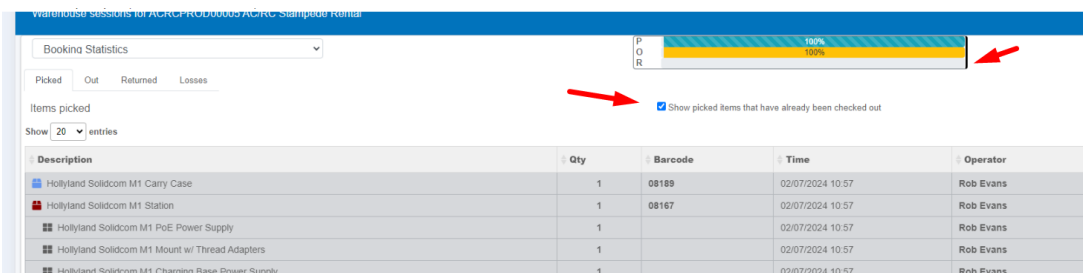 Warehouse sessions for ACRCPROD00005 AC/RC Stampede Rental
Booking Statistics
P 100%
O 100%
R
Picked Out Returned Losses
Items picked
Show picked items that have already been checked out
Show 20 entries
Description Qty Barcode Time Operator
Hollyland Solidcom M1 Carry Case 1 08189 02/07/2024 10:57 Rob Evans
Hollyland Solidcom M1 Station 1 08167 02/07/2024 10:57 Rob Evans
Hollyland Solidcom M1 PoE Power Supply 1 02/07/2024 10:57 Rob Evans
Hollyland Solidcom M1 Mount w/ Thread Adapters 1 02/07/2024 10:57 Rob Evans
Hollyland Solidcom M1 Charging Base Power Supply 1 02/07/2024 10:57 Rob Evans